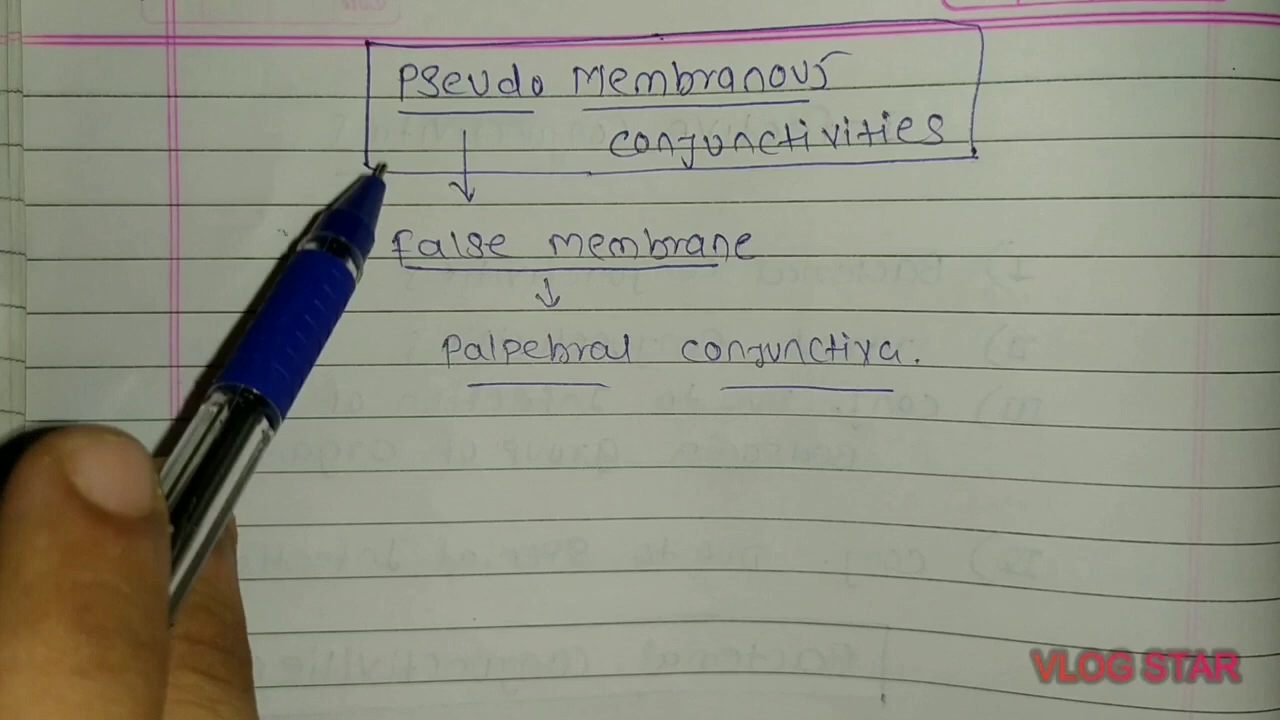 Pseudo Membranous
conjunctivities
false membrane
Palpebral conjunctiva.
VLOG STAR